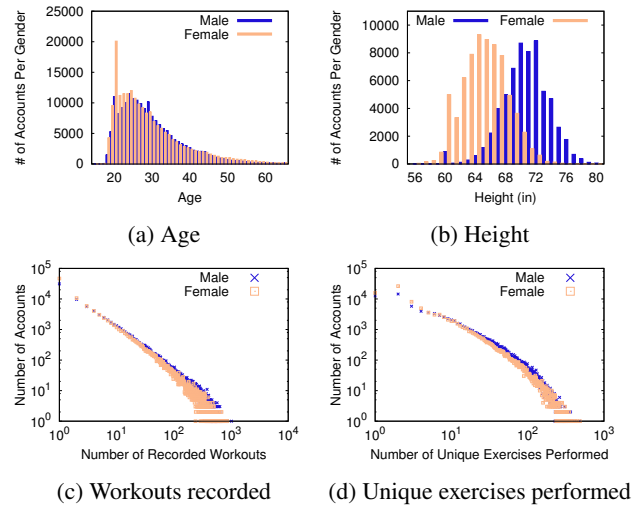 # of Accounts Per Gender
25000
20000
15000
10000
5000
0
Male
Female
20 30 40 50 60
Age
(a) Age
# of Accounts Per Gender
10000
8000
6000
4000
2000
0
Male Female
56 60 64 68 72 76 80
Height (in)
(b) Height
Number of Accounts
10^5
10^4
10^3
10^2
10^1
10^0
Male
Female
10^0 10^1 10^2 10^3 10^4
Number of Recorded Workouts
(c) Workouts recorded
Number of Accounts
10^5
10^4
10^3
10^2
10^1
10^0
Male
Female
10^0 10^1 10^2 10^3
Number of Unique Exercises Performed
(d) Unique exercises performed